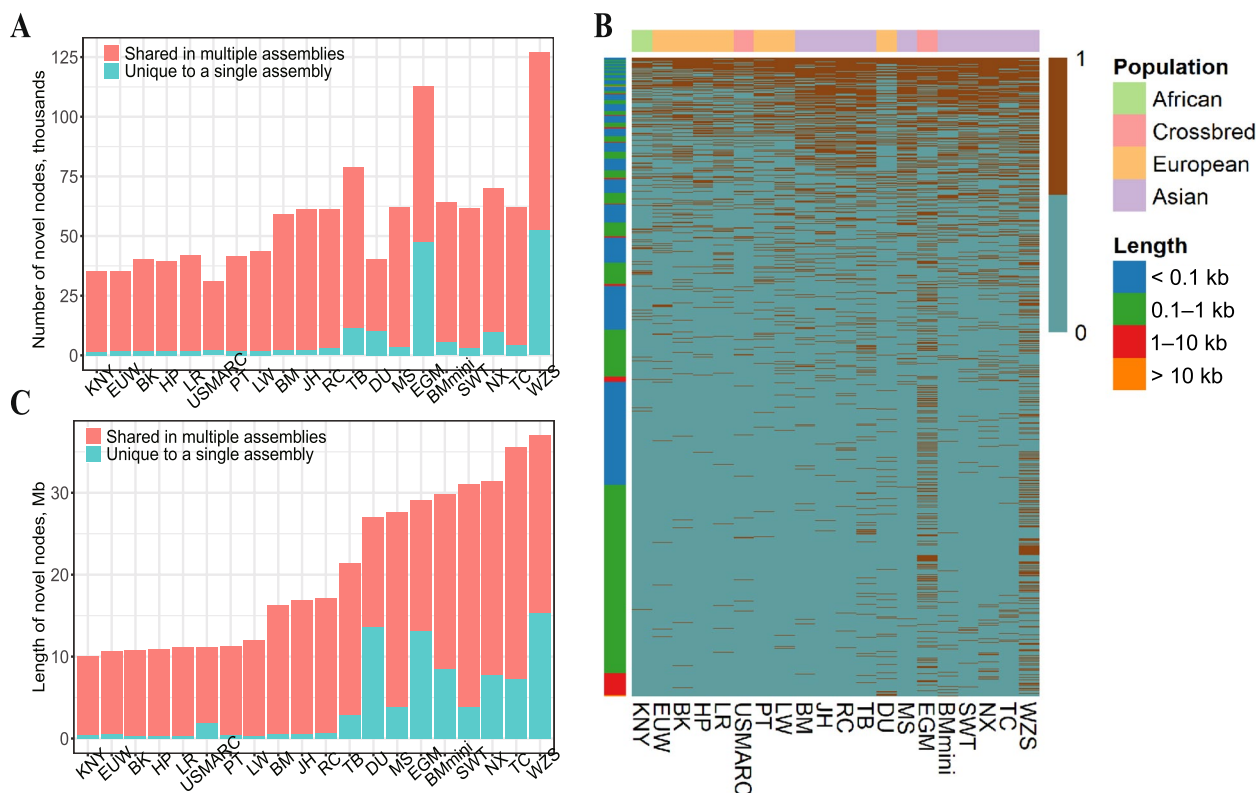 A
Number of novel nodes, thousands
125
100
75
50
25
0
Shared in multiple assemblies
Unique to a single assembly
KNY EUW BK HP LR USMARC PT LW BM JH RC TB DU MS EGM BMmini SWT NX TC WZS
B
1
0
KNY EUW BK HP LR USMARC PT LW BM JH RC TB DU MS EGM BMmini SWT NX TC WZS
Population
African
Crossbred
European
Asian
Length
< 0.1 kb
0.1–1 kb
1–10 kb
> 10 kb
C
Length of novel nodes, Mb
30
20
10
0
Shared in multiple assemblies
Unique to a single assembly
KNY EUW BK HP LR USMARC PT LW BM JH RC TB DU MS EGM BMmini SWT NX TC WZS